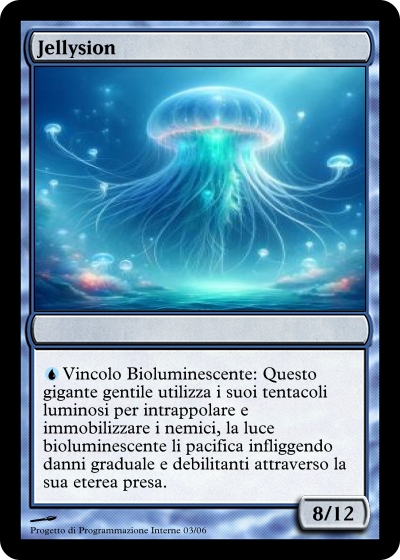 Jellysion
Vincolo Bioluminescente: Questo
gigante gentile utilizza i suoi tentacoli
luminosi per intrappolare e
immobilizzare i nemici, la luce
bioluminescente li pacifica infliggendo
danni graduale e debilitanti attraverso la
sua eterea presa.
8/12
Progetto di Programmazione Interne 03/06